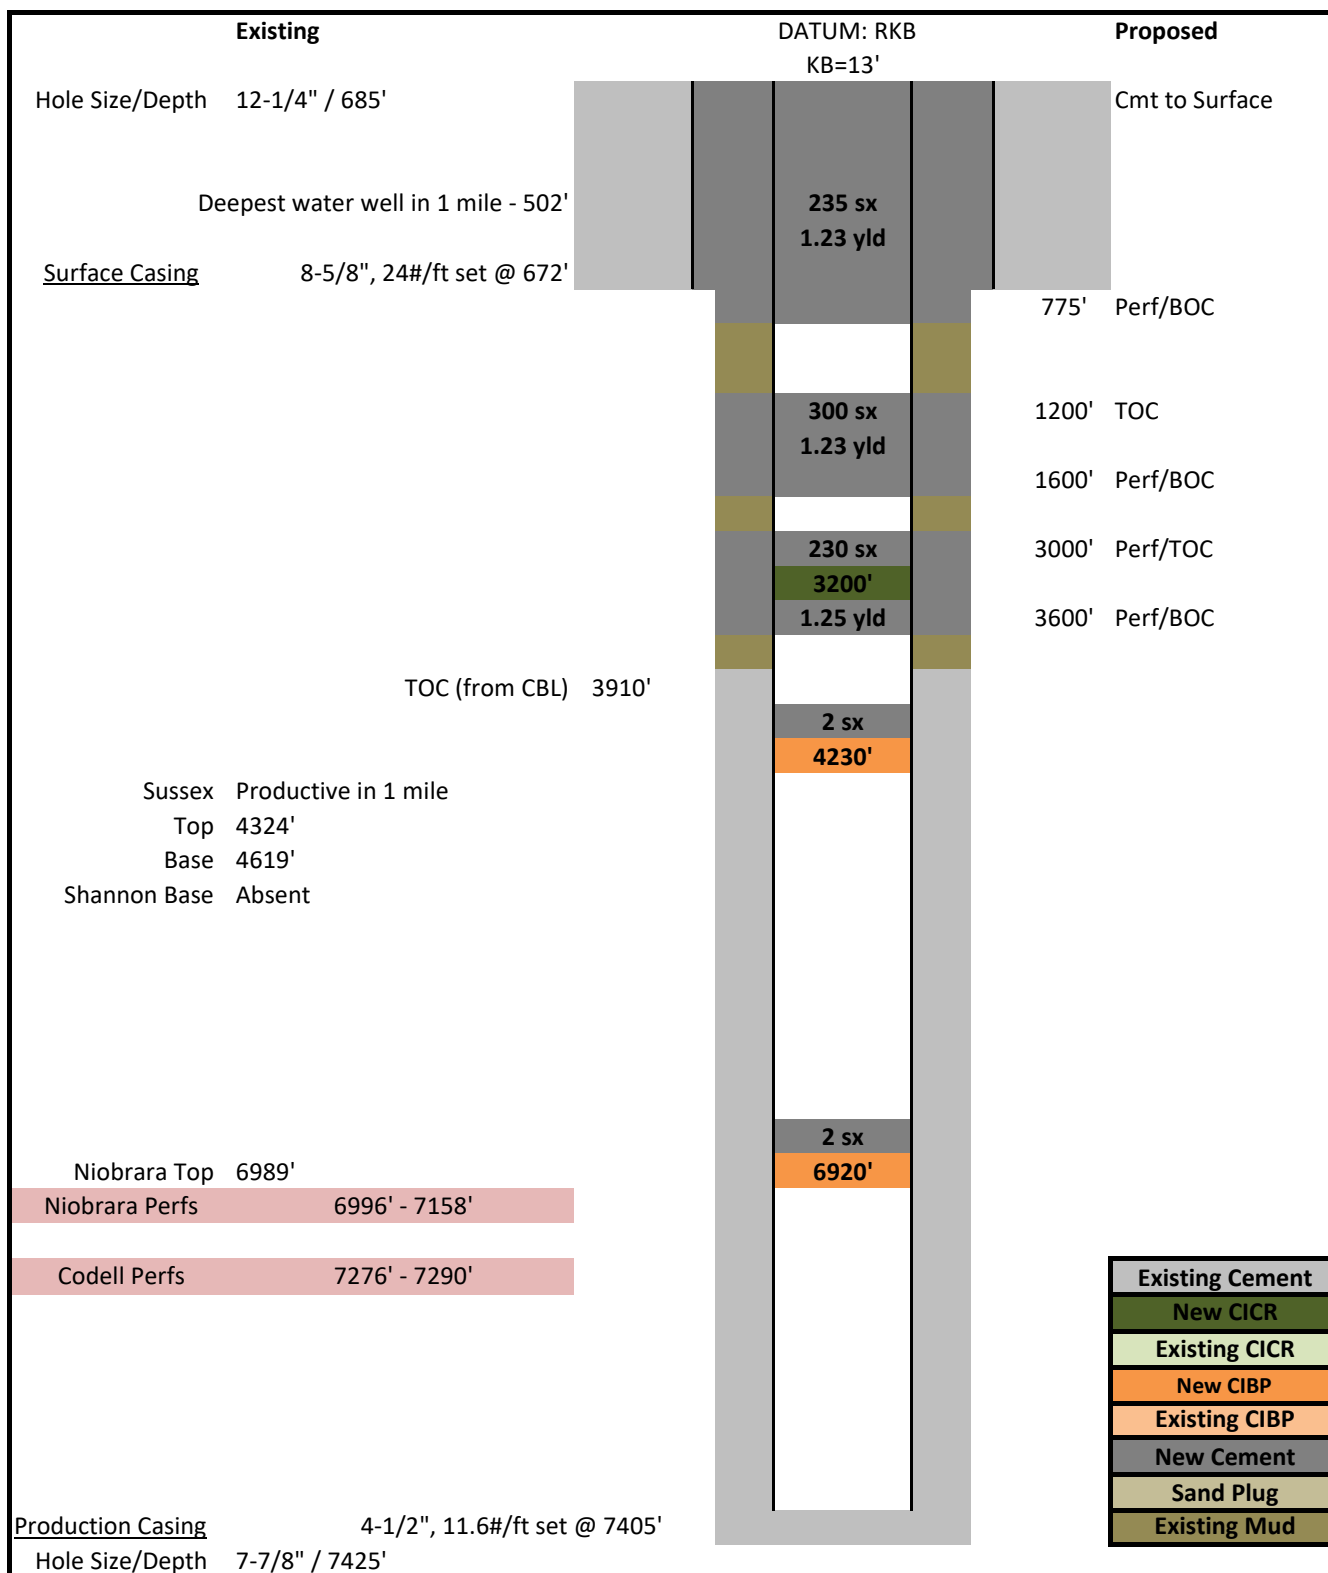 Existing DATUM: RKB Proposed
KB=13'
Hole Size/Depth 12-1/4" / 685' Cmt to Surface
Deepest water well in 1 mile - 502' 235 sx
1.23 yld
Surface Casing 8-5/8", 24#/ft set @ 672'
775' Perf/BOC
300 sx 1200' TOC
1.23 yld
1600' Perf/BOC
230 sx 3000' Perf/TOC
3200'
1.25 yld 3600' Perf/BOC
TOC (from CBL) 3910'
2 sx
4230'
Sussex Productive in 1 mile
Top 4324'
Base 4619'
Shannon Base Absent
2 sx
Niobrara Top 6989' 6920'
Niobrara Perfs 6996' - 7158'
Codell Perfs 7276' - 7290'
Existing Cement
New CICR
Existing CICR
New CIBP
Existing CIBP
New Cement
Sand Plug
Existing Mud
Production Casing 4-1/2", 11.6#/ft set @ 7405'
Hole Size/Depth 7-7/8" / 7425'